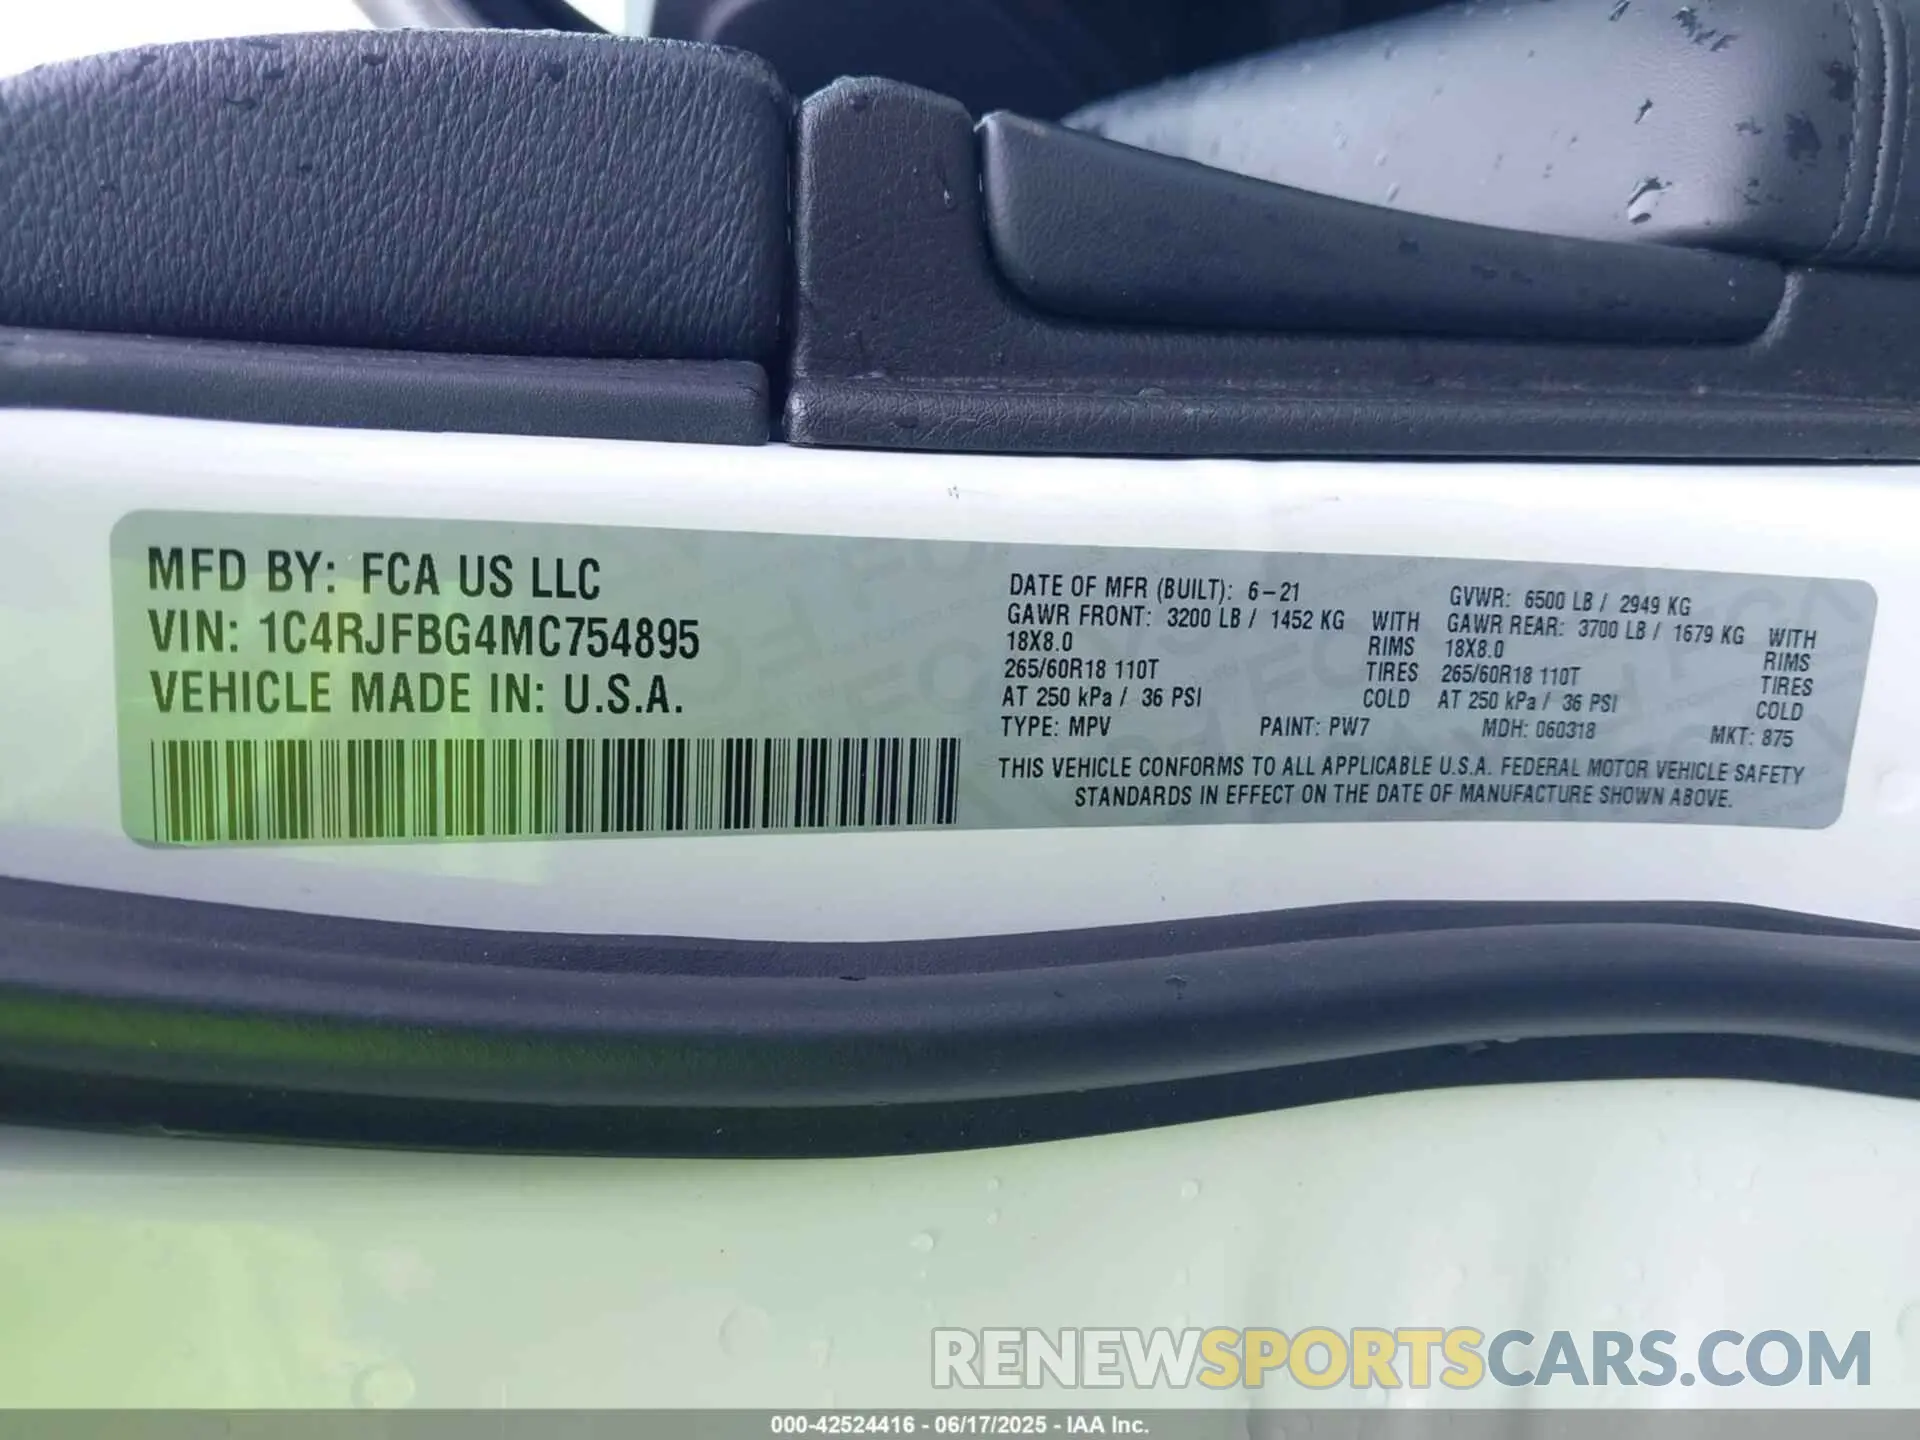 MFD BY: FCA US LLC
VIN: 1C4RJFBG4MC754895
VEHICLE MADE IN: U.S.A.
DATE OF MFR (BUILT): 6-21 GVWR: 6500 LB / 2949 KG
GAWR FRONT: 3200 LB / 1452 KG WITH GAWR REAR: 3700 LB / 1679 KG WITH
18X8.0 RIMS 18X8.0 RIMS
265/60R18 110T TIRES 265/60R18 110T TIRES
AT 250 kPa / 36 PSI COLD AT 250 kPa / 36 PSI COLD
TYPE: MPV PAINT: PW7 MDH: 060318 MKT: 875
THIS VEHICLE CONFORMS TO ALL APPLICABLE U.S.A. FEDERAL MOTOR VEHICLE SAFETY
STANDARDS IN EFFECT ON THE DATE OF MANUFACTURE SHOWN ABOVE.
RENEWSPORTSCARS.COM
000-42524416 - 06/17/2025 - IAA Inc.